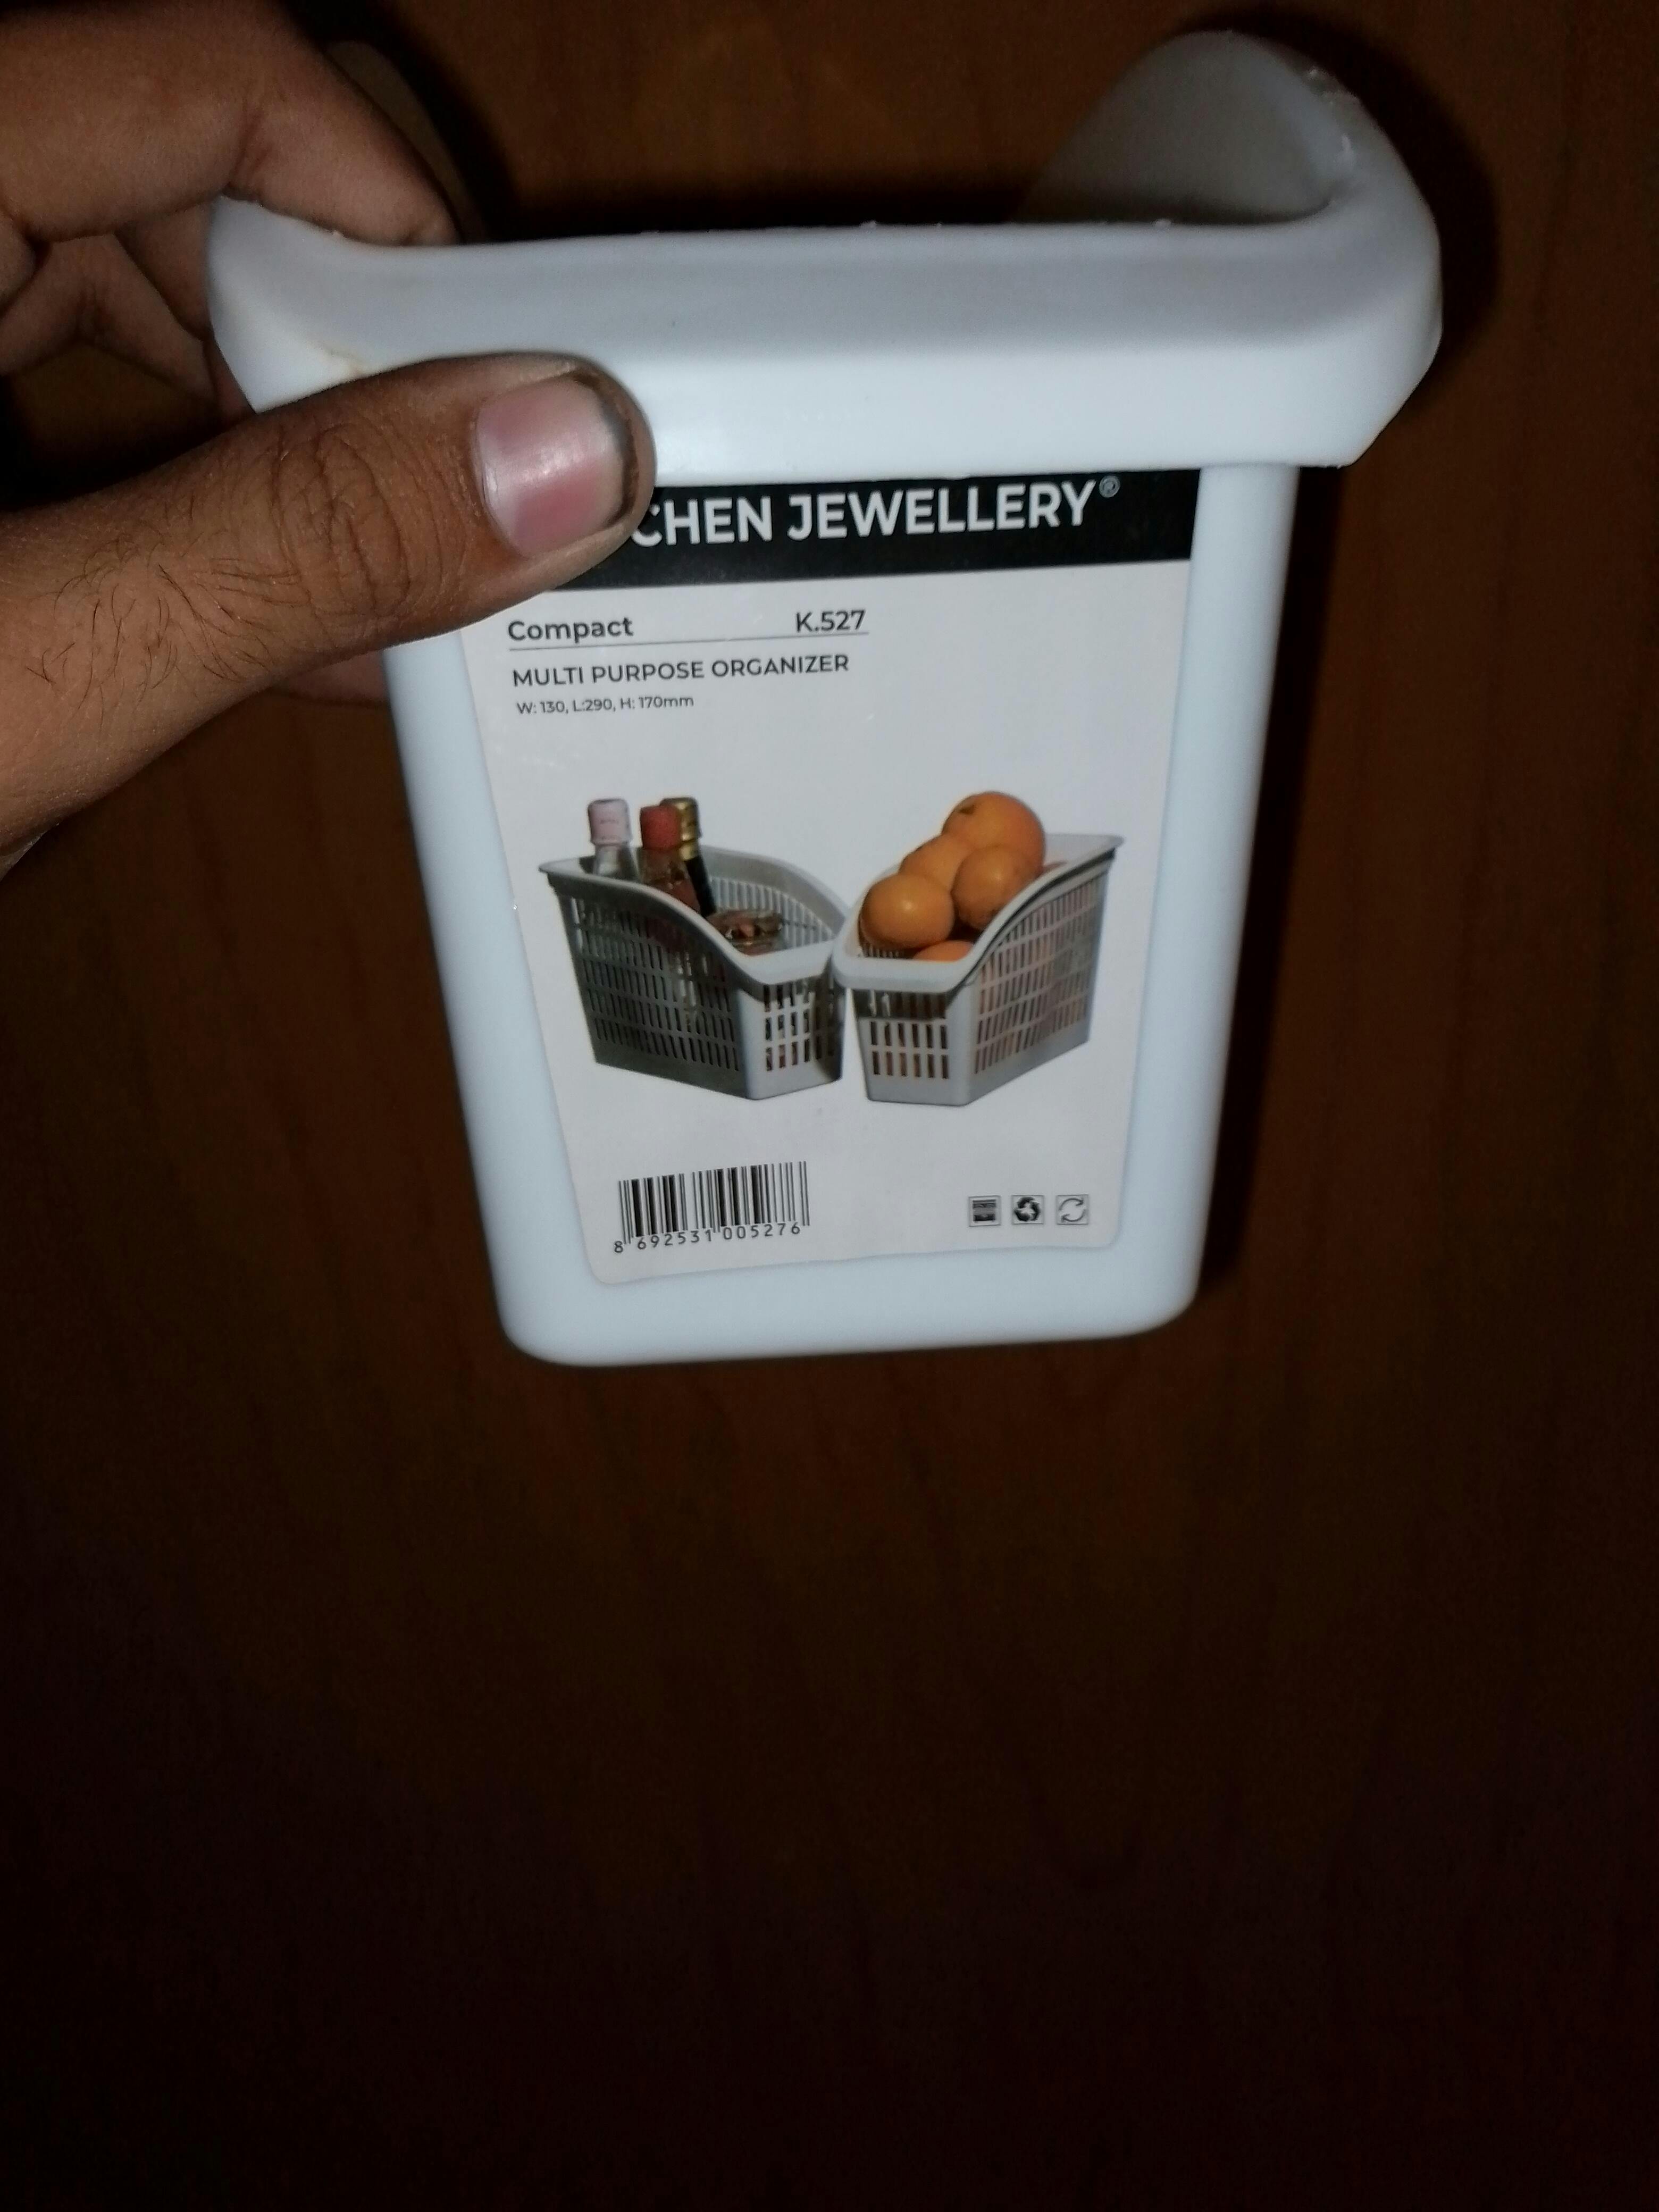 CHEN JEWELLERY®
Compact K.527
MULTI PURPOSE ORGANIZER
W: 130, L:290, H: 170mm
8 692531 005276